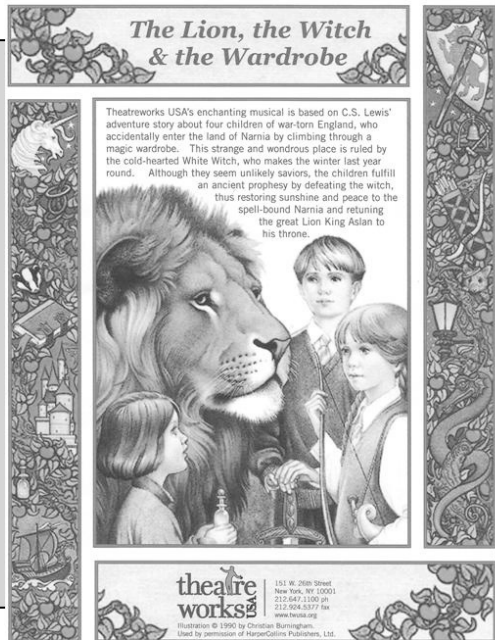 The Lion, the Witch
& the Wardrobe
Theatreworks USA's enchanting musical is based on C.S. Lewis'
adventure story about four children of war-torn England, who
accidentally enter the land of Narnia by climbing through a
magic wardrobe. This strange and wondrous place is ruled by
the cold-hearted White Witch, who makes the winter last year
round. Although they seem unlikely saviors, the children fulfill
an ancient prophesy by defeating the witch,
thus restoring sunshine and peace to the
spell-bound Narnia and retuning
the great Lion King Aslan to
his throne.
theatre
worksUSA
151 W. 26th Street
New York, NY 10001
212.647.1100 ph
212.924.5377 fax
www.twusa.org
Illustration © 1990 by Christian Burningham.
Used by permission of HarperCollins Publishers, Ltd.